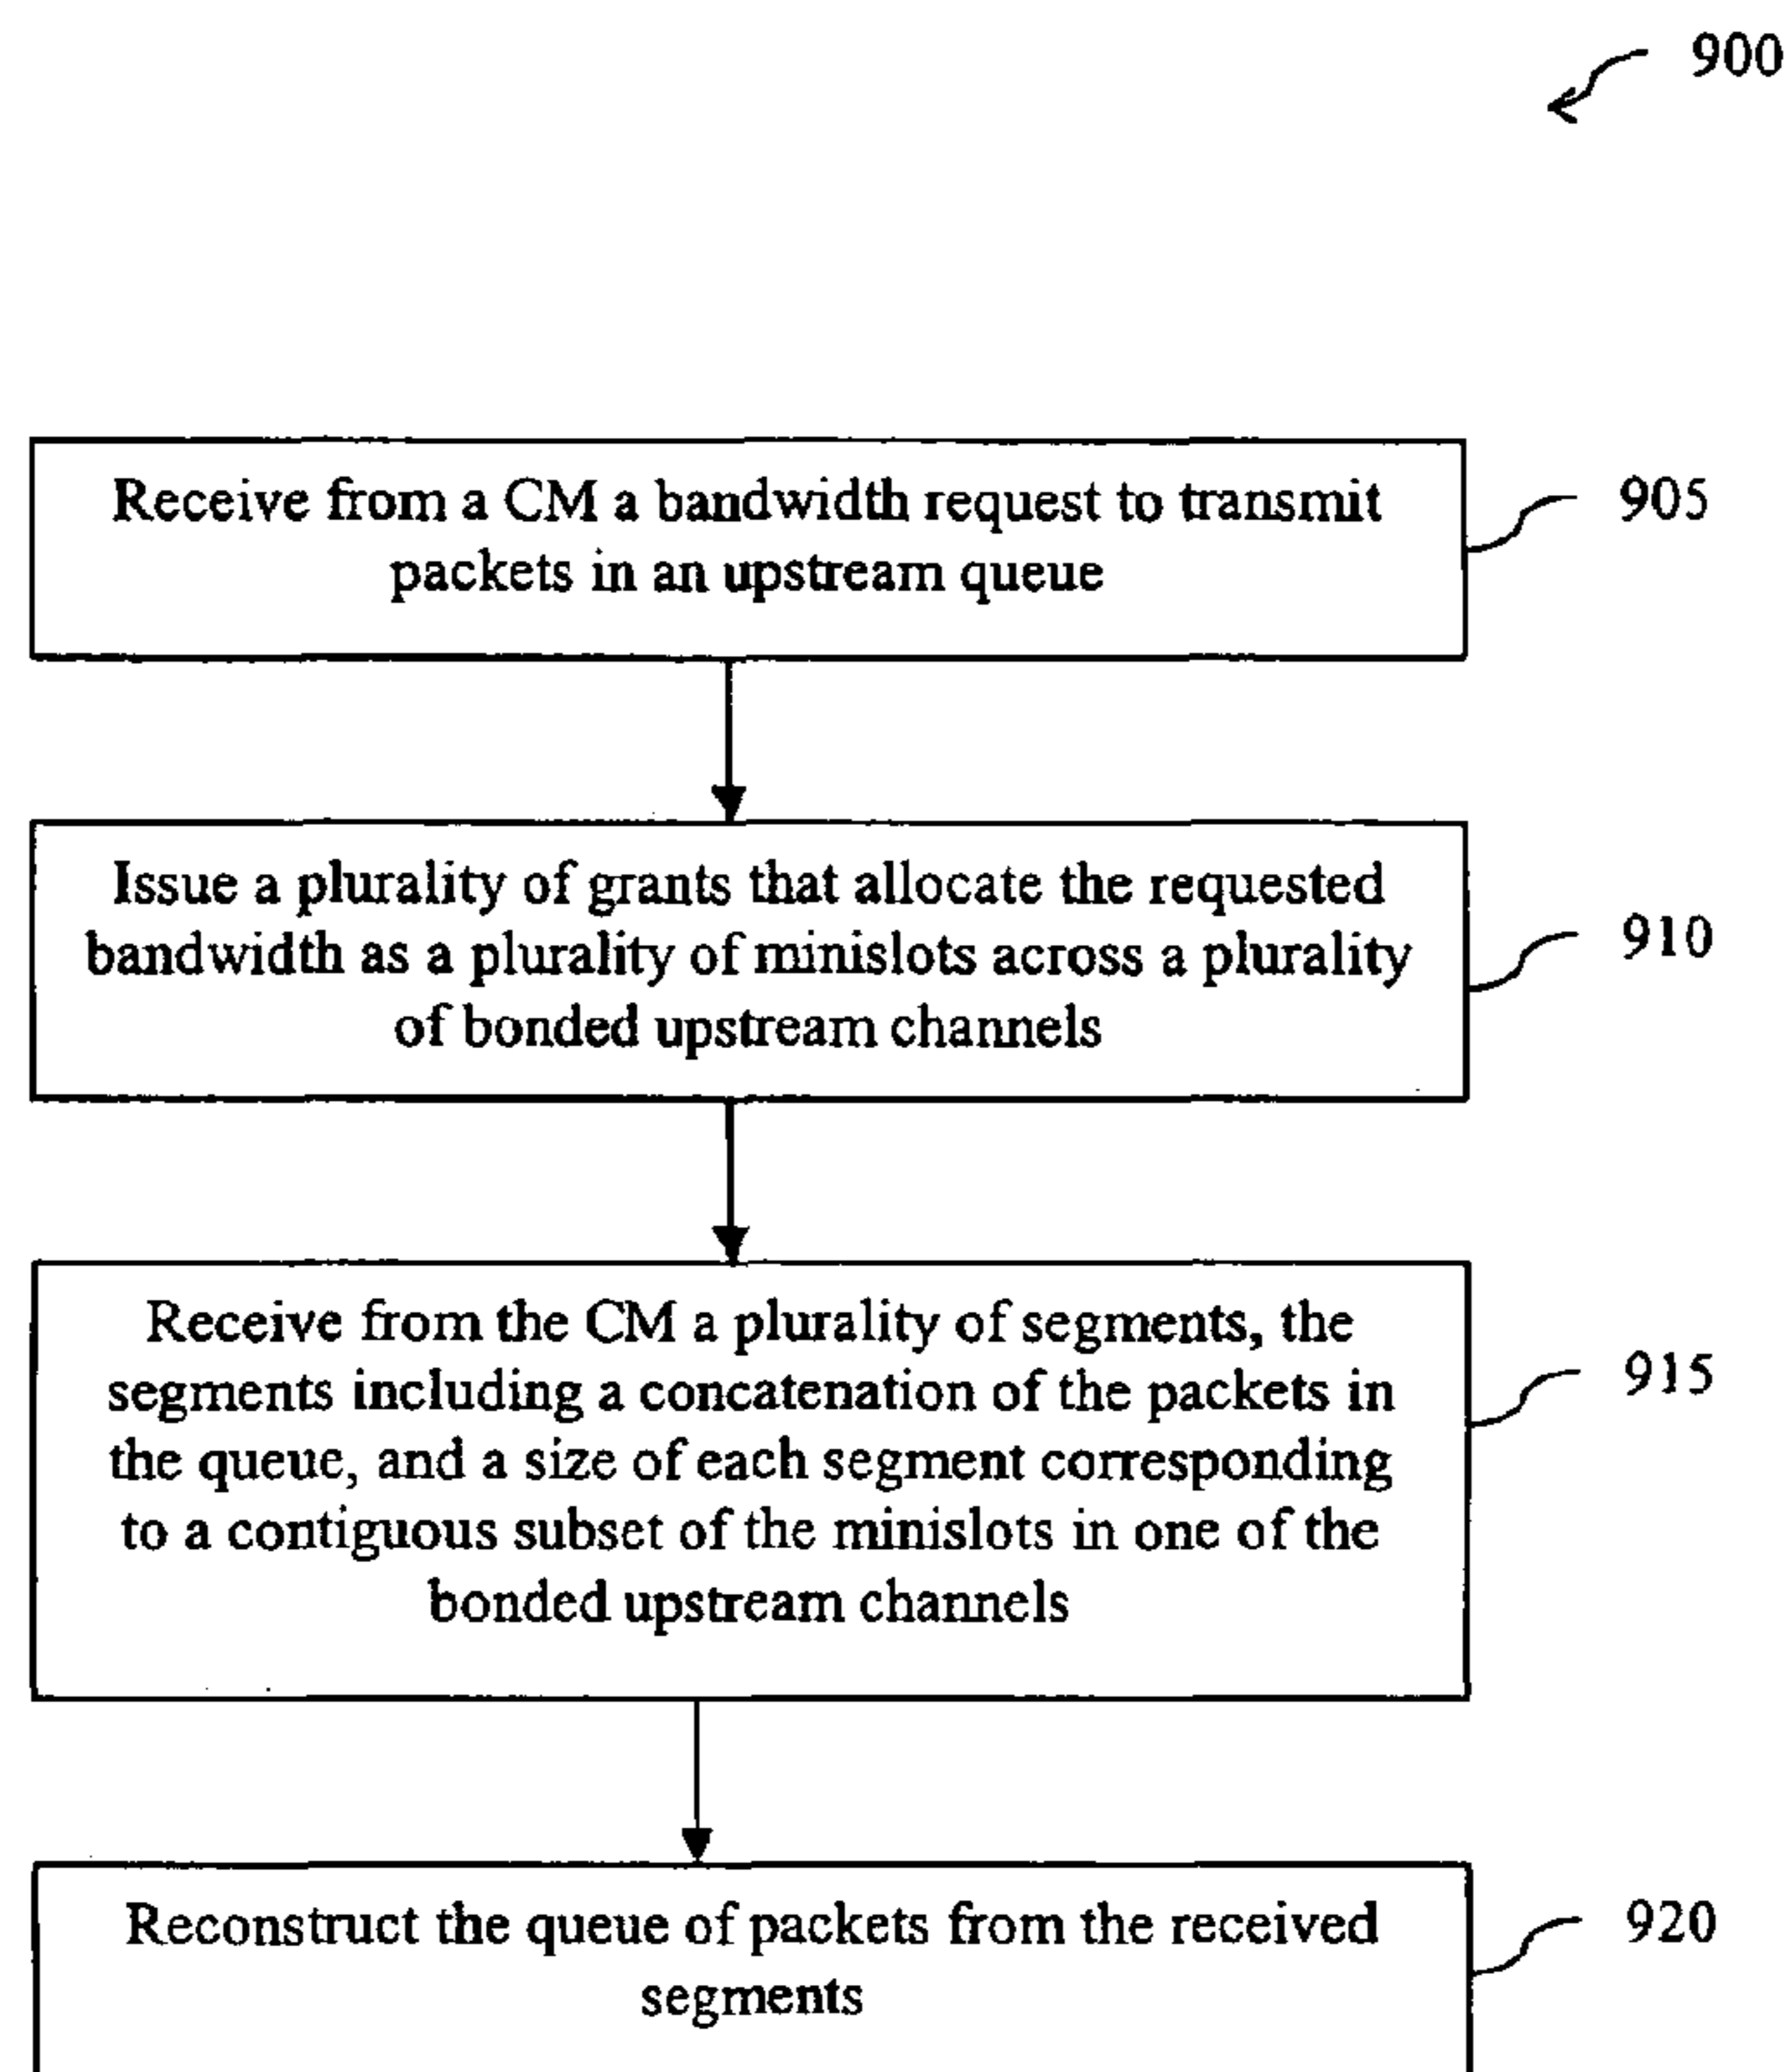 900
Receive from a CM a bandwidth request to transmit
packets in an upstream queue
905
Issue a plurality of grants that allocate the requested
bandwidth as a plurality of minislots across a plurality
of bonded upstream channels
910
Receive from the CM a plurality of segments, the
segments including a concatenation of the packets in
the queue, and a size of each segment corresponding
to a contiguous subset of the minislots in one of the
bonded upstream channels
915
Reconstruct the queue of packets from the received
segments
920